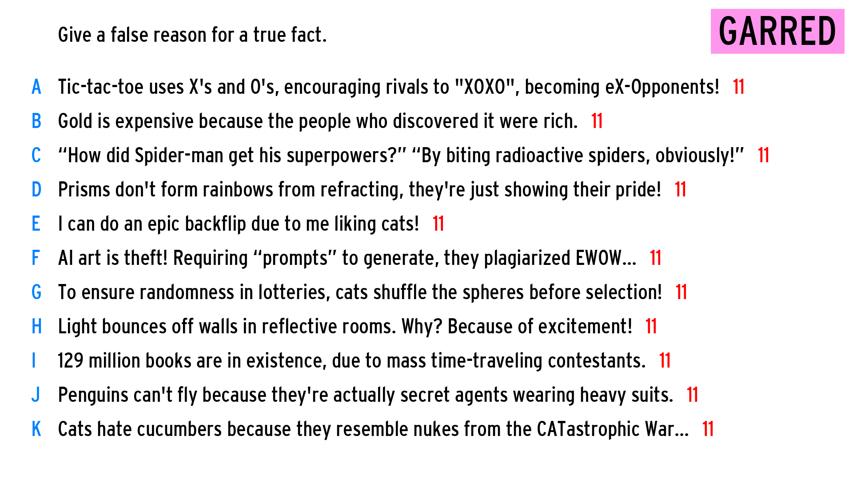 Give a false reason for a true fact.
GARRED
A Tic-tac-toe uses X's and O's, encouraging rivals to "XOXO", becoming eX-Opponents! 11
B Gold is expensive because the people who discovered it were rich. 11
C “How did Spider-man get his superpowers?” “By biting radioactive spiders, obviously!” 11
D Prisms don't form rainbows from refracting, they're just showing their pride! 11
E I can do an epic backflip due to me liking cats! 11
F AI art is theft! Requiring “prompts” to generate, they plagiarized EWOW... 11
G To ensure randomness in lotteries, cats shuffle the spheres before selection! 11
H Light bounces off walls in reflective rooms. Why? Because of excitement! 11
I 129 million books are in existence, due to mass time-traveling contestants. 11
J Penguins can't fly because they're actually secret agents wearing heavy suits. 11
K Cats hate cucumbers because they resemble nukes from the CATastrophic War... 11